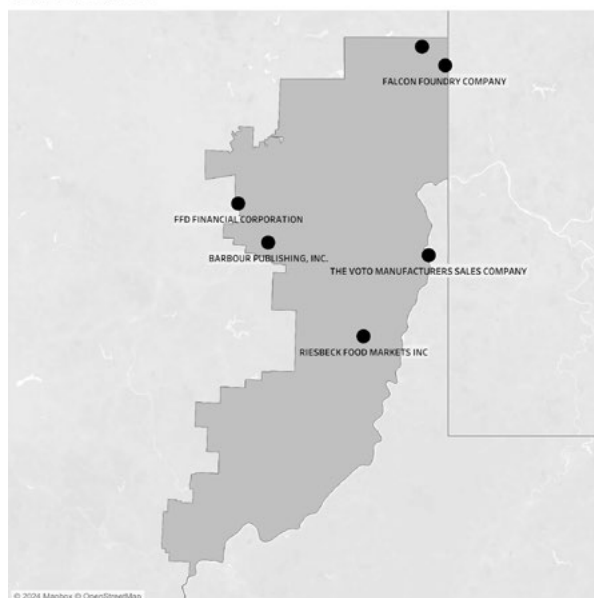 FALCON FOUNDRY COMPANY
FFD FINANCIAL CORPORATION
BARBOUR PUBLISHING, INC.
THE VOTO MANUFACTURERS SALES COMPANY
RIESBECK FOOD MARKETS INC
© 2024 Mapbox © OpenStreetMap